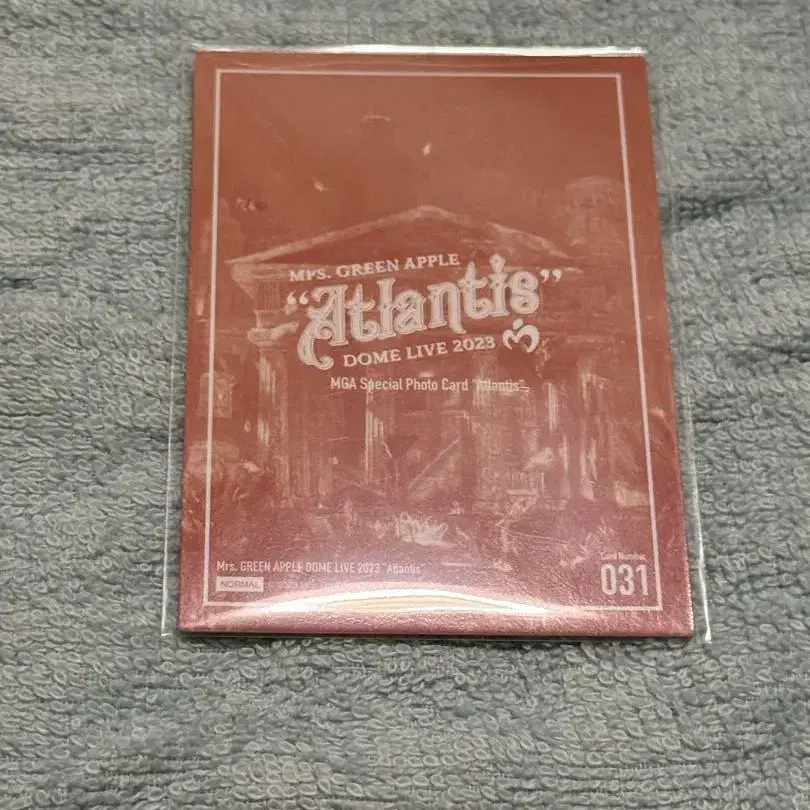 Mrs. GREEN APPLE
"Atlantis"
DOME LIVE 2023
MGA Special Photo Card "Atlantis"
Mrs. GREEN APPLE DOME LIVE 2023 "Atlantis"
NORMAL
Card Number
031